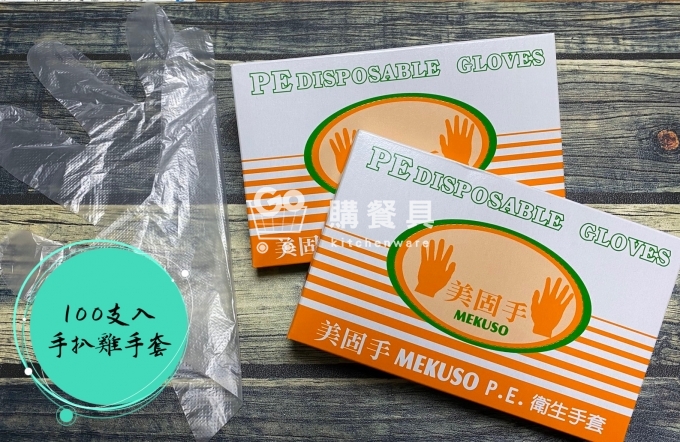 PE DISPOSABLE GLOVES
美固
PE DISPOSABLE GLOVES
美固手
MEKUSO
美固手 MEKUSO P.E. 衛生手套
Go 購餐具
kitchenware
100支入
手扒雞手套